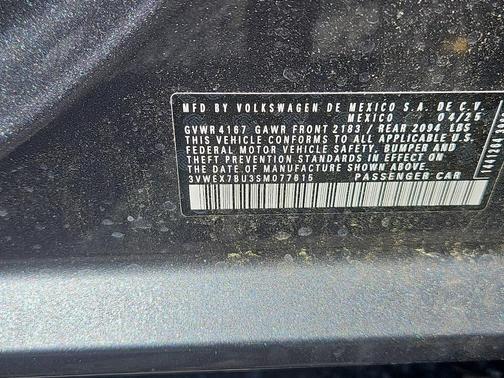 MFD BY VOLKSWAGEN DE MEXICO S.A. DE C.V.
MEXICO 04/25
GVWR 4167 GAWR FRONT 2183 / REAR 2094 LBS
THIS VEHICLE CONFORMS TO ALL APPLICABLE U.S.
FEDERAL MOTOR VEHICLE SAFETY, BUMPER AND
THEFT PREVENTION STANDARDS IN EFFECT ON
THE DATE OF MANUFACTURE SHOWN ABOVE.
3VWEX7BU3SM077615 PASSENGER CAR